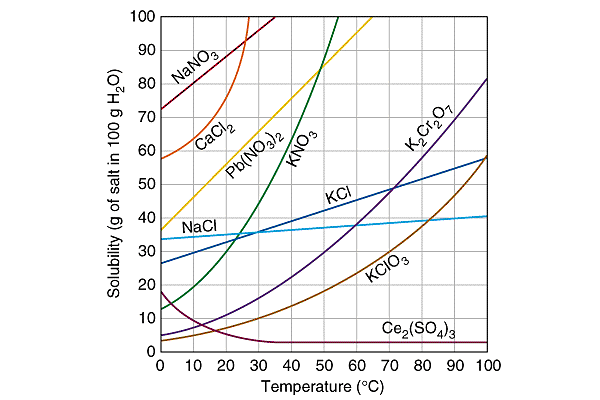 Solubility (g of salt in 100 g H₂O)
100
90
80
70
60
50
40
30
20
10
0
NaNO₃
CaCl₂
Pb(NO₃)₂
KNO₃
K₂Cr₂O₇
KCl
NaCl
KClO₃
Ce₂(SO₄)₃
0 10 20 30 40 50 60 70 80 90 100
Temperature (°C)